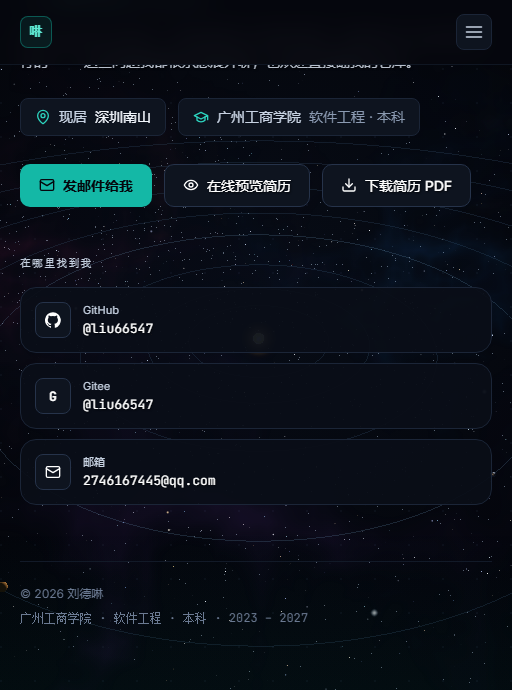 啉
现居 深圳南山
广州工商学院 软件工程 · 本科
发邮件给我
在线预览简历
下载简历 PDF
在哪里找到我
GitHub
@liu66547
G
Gitee
@liu66547
邮箱
2746167445@qq.com
© 2026 刘德啉
广州工商学院 · 软件工程 · 本科 · 2023 – 2027